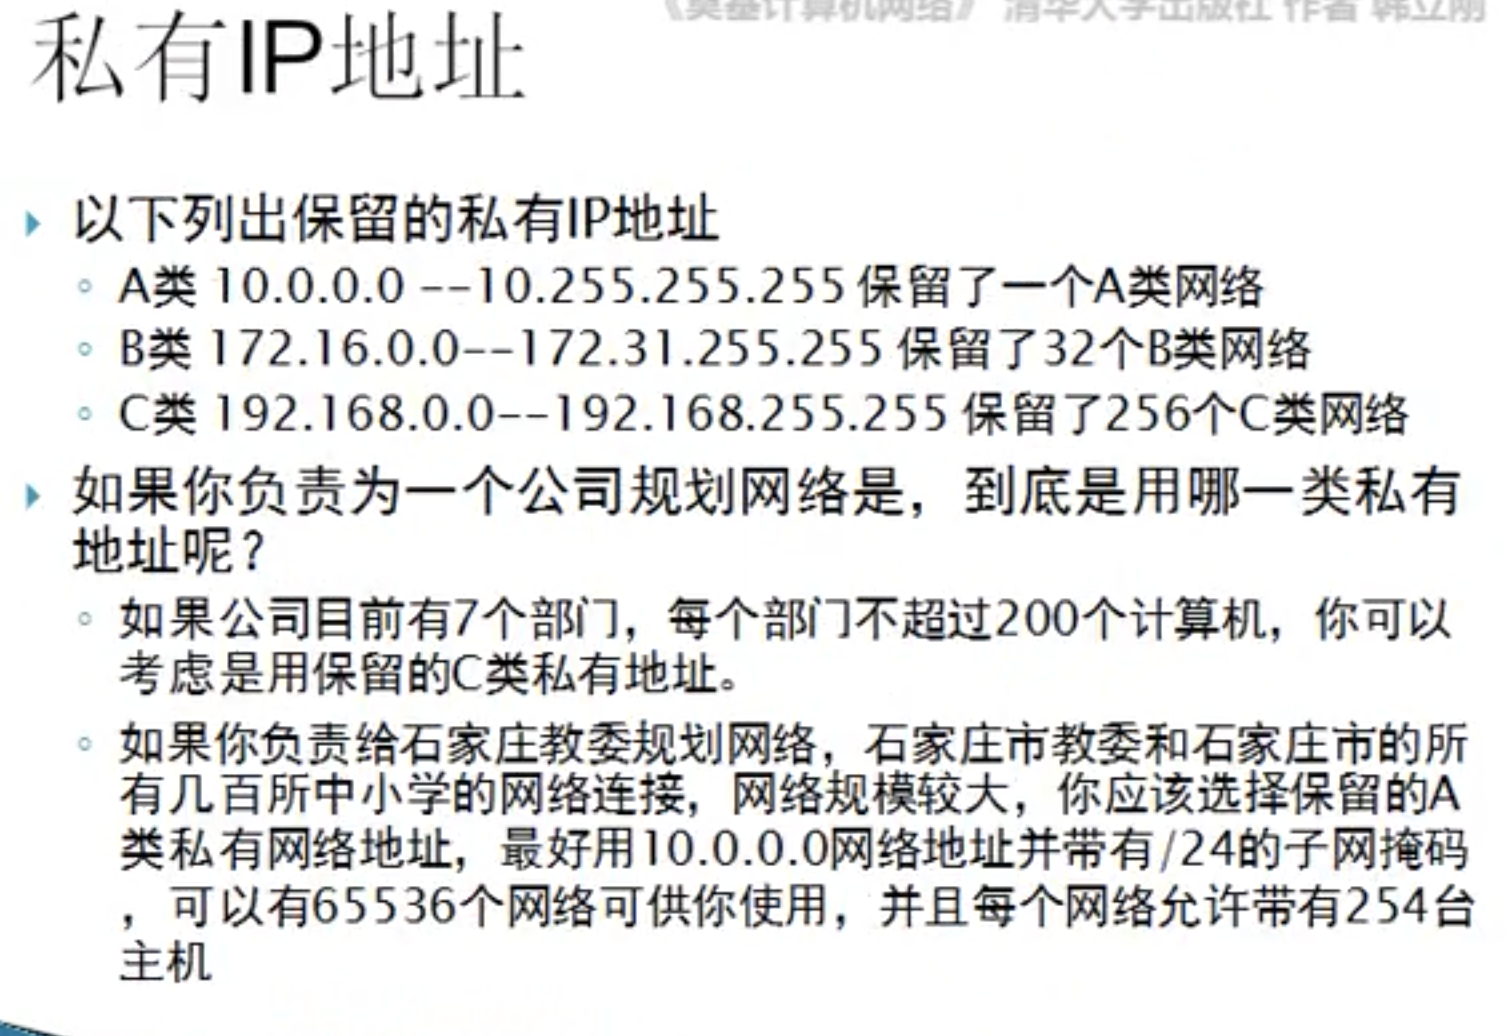 《奠基计算机网络》 清华大学出版社 作者 韩立刚
私有IP地址
以下列出保留的私有IP地址
A类 10.0.0.0 --10.255.255.255 保留了一个A类网络
B类 172.16.0.0--172.31.255.255 保留了32个B类网络
C类 192.168.0.0--192.168.255.255 保留了256个C类网络
如果你负责为一个公司规划网络是，到底是用哪一类私有
地址呢？
如果公司目前有7个部门，每个部门不超过200个计算机，你可以
考虑是用保留的C类私有地址。
如果你负责给石家庄教委规划网络，石家庄市教委和石家庄市的所
有几百所中小学的网络连接，网络规模较大，你应该选择保留的A
类私有网络地址，最好用10.0.0.0网络地址并带有/24的子网掩码
，可以有65536个网络可供你使用，并且每个网络允许带有254台
主机